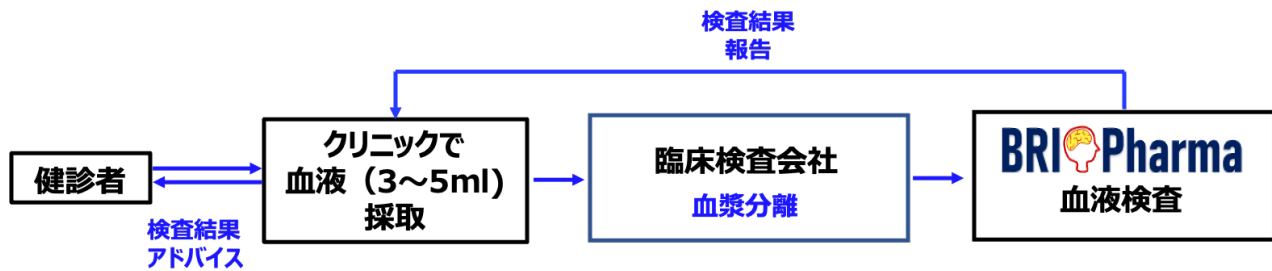 検査結果
報告
健診者
検査結果
アドバイス
クリニックで
血液（3～5ml)
採取
臨床検査会社
血漿分離
BRI Pharma
血液検査